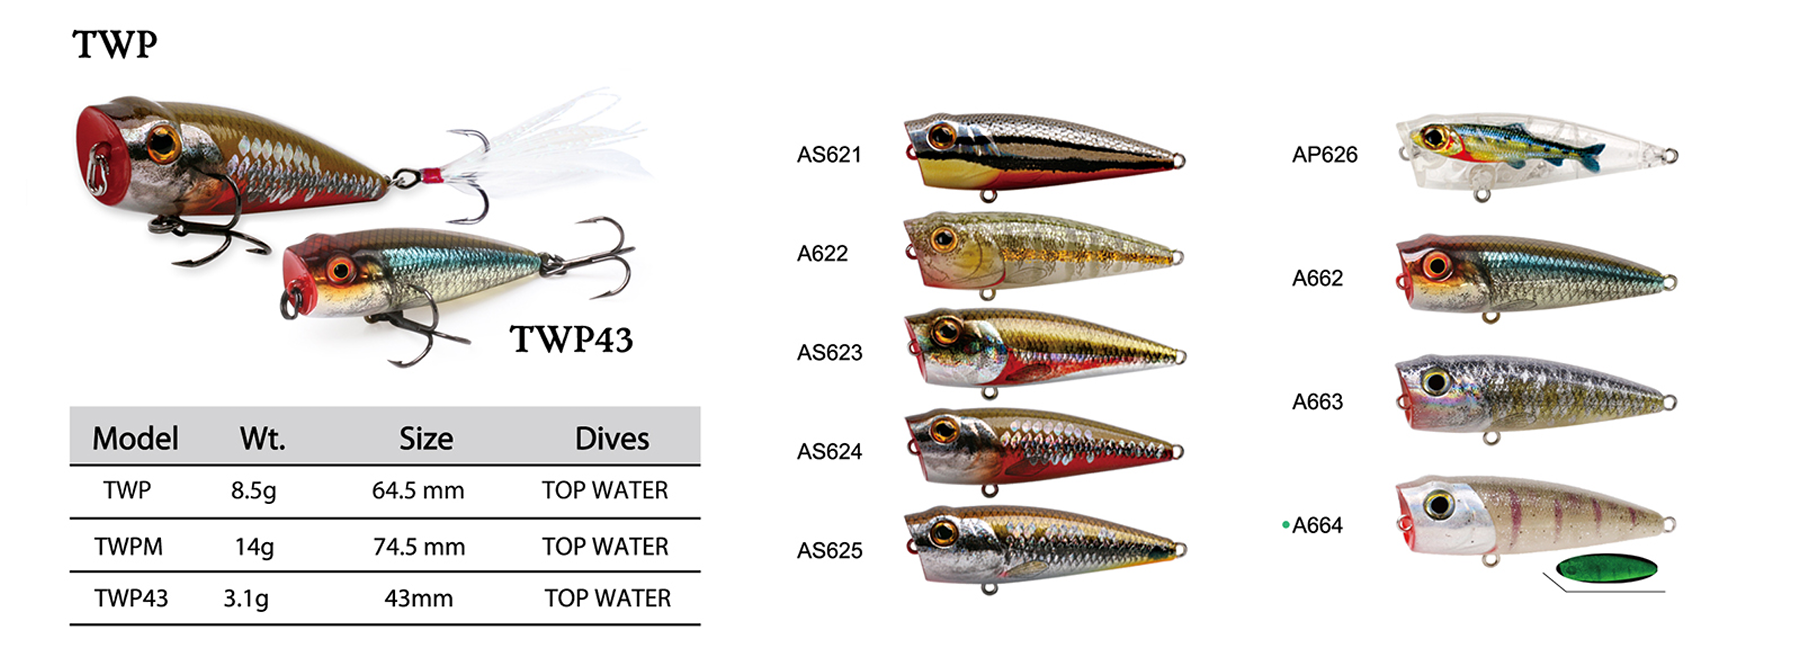 TWP
TWP43
Model Wt. Size Dives
TWP 8.5g 64.5 mm TOP WATER
TWPM 14g 74.5 mm TOP WATER
TWP43 3.1g 43mm TOP WATER
AS621
A622
AS623
AS624
AS625
AP626
A662
A663
A664